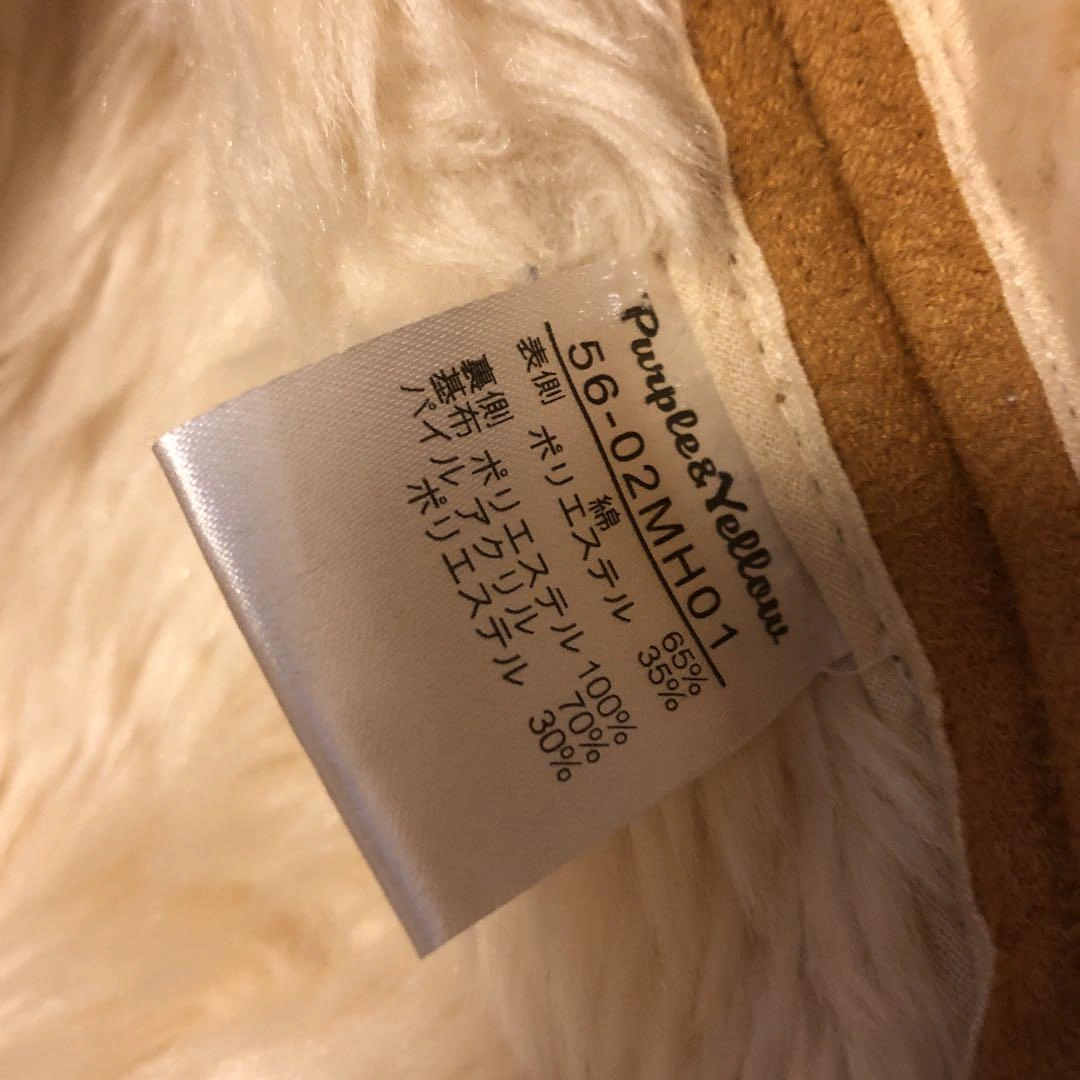 Purple&Yellow
56-02MH01
表側 綿 65%
ポリエステル 35%
裏側
基布 ポリエステル 100%
パイル アクリル 70%
ポリエステル 30%